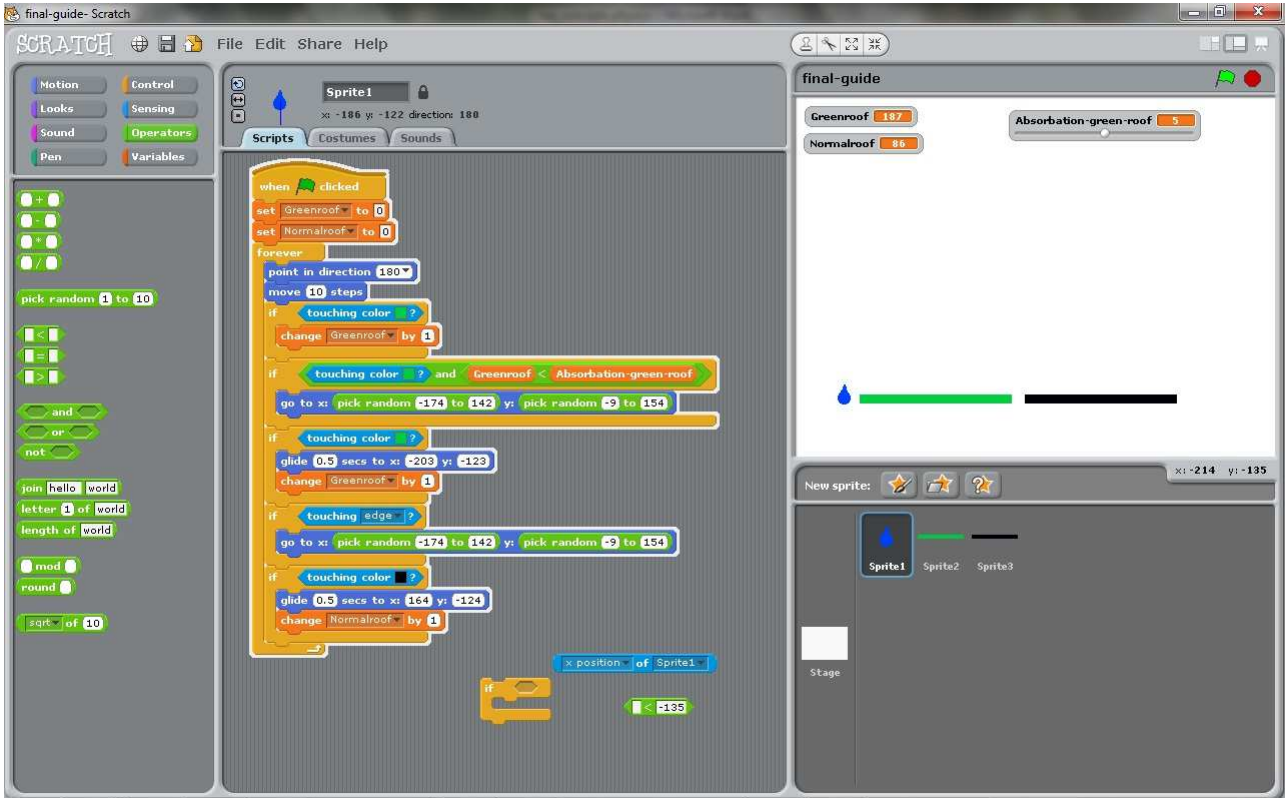 final-guide- Scratch
SCRATCH File Edit Share Help
Motion Control
Looks Sensing
Sound Operators
Pen Variables
+
-
*
/
pick random 1 to 10
<
=
>
and
or
not
join hello world
letter 1 of world
length of world
mod
round
sqrt of 10
Sprite1
x: -186 y: -122 direction: 180
Scripts Costumes Sounds
when clicked
set Greenroof to 0
set Normalroof to 0
forever
point in direction 180
move 10 steps
if touching color ?
change Greenroof by 1
if touching color ? and Greenroof < Absorbation-green-roof
go to x: pick random -174 to 142 y: pick random -9 to 154
if touching color ?
glide 0.5 secs to x: -203 y: -123
change Greenroof by 1
if touching edge ?
go to x: pick random -174 to 142 y: pick random -9 to 154
if touching color ?
glide 0.5 secs to x: 164 y: -124
change Normalroof by 1
x position of Sprite1
if
< -135
final-guide
Greenroof 187
Normalroof 86
Absorbation-green-roof 5
x: -214 y: -135
New sprite:
Sprite1 Sprite2 Sprite3
Stage